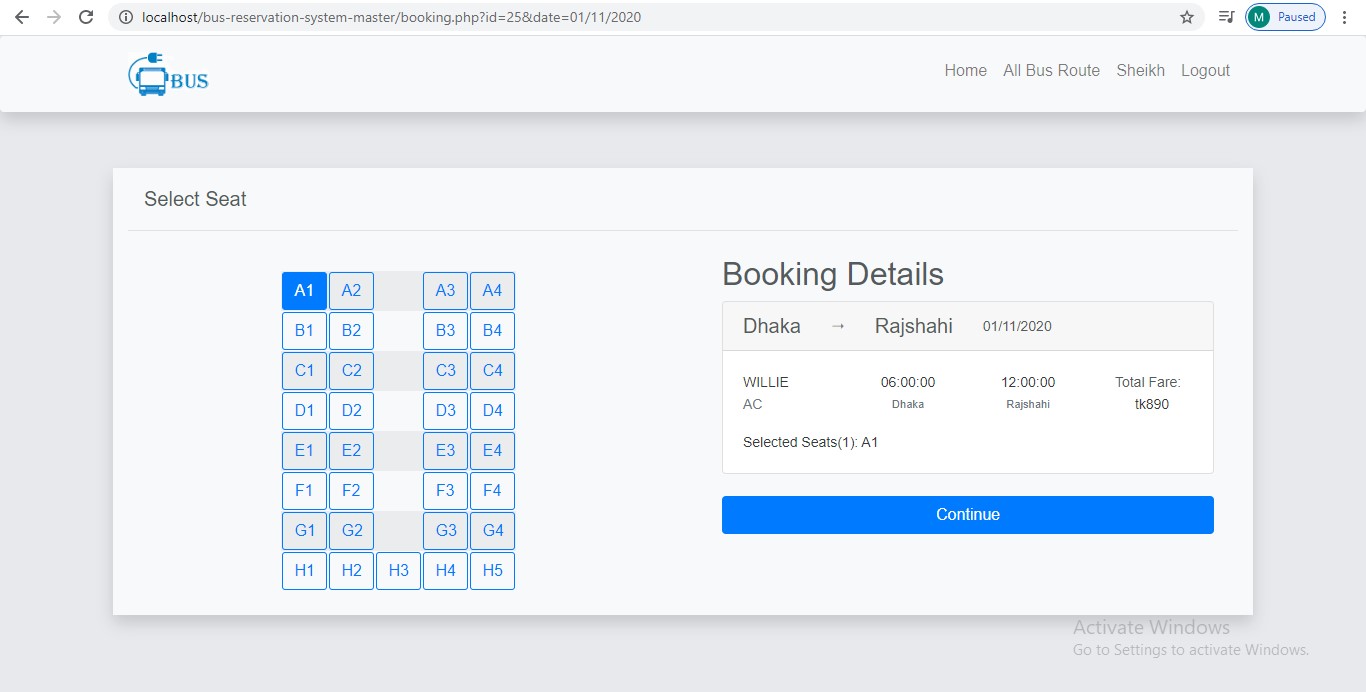 localhost/bus-reservation-system-master/booking.php?id=25&date=01/11/2020
M Paused
BUS
Home All Bus Route Sheikh Logout
Select Seat
A1 A2 A3 A4
B1 B2 B3 B4
C1 C2 C3 C4
D1 D2 D3 D4
E1 E2 E3 E4
F1 F2 F3 F4
G1 G2 G3 G4
H1 H2 H3 H4 H5
Booking Details
Dhaka → Rajshahi 01/11/2020
WILLIE 06:00:00 12:00:00 Total Fare:
AC Dhaka Rajshahi tk890
Selected Seats(1): A1
Continue
Activate Windows
Go to Settings to activate Windows.